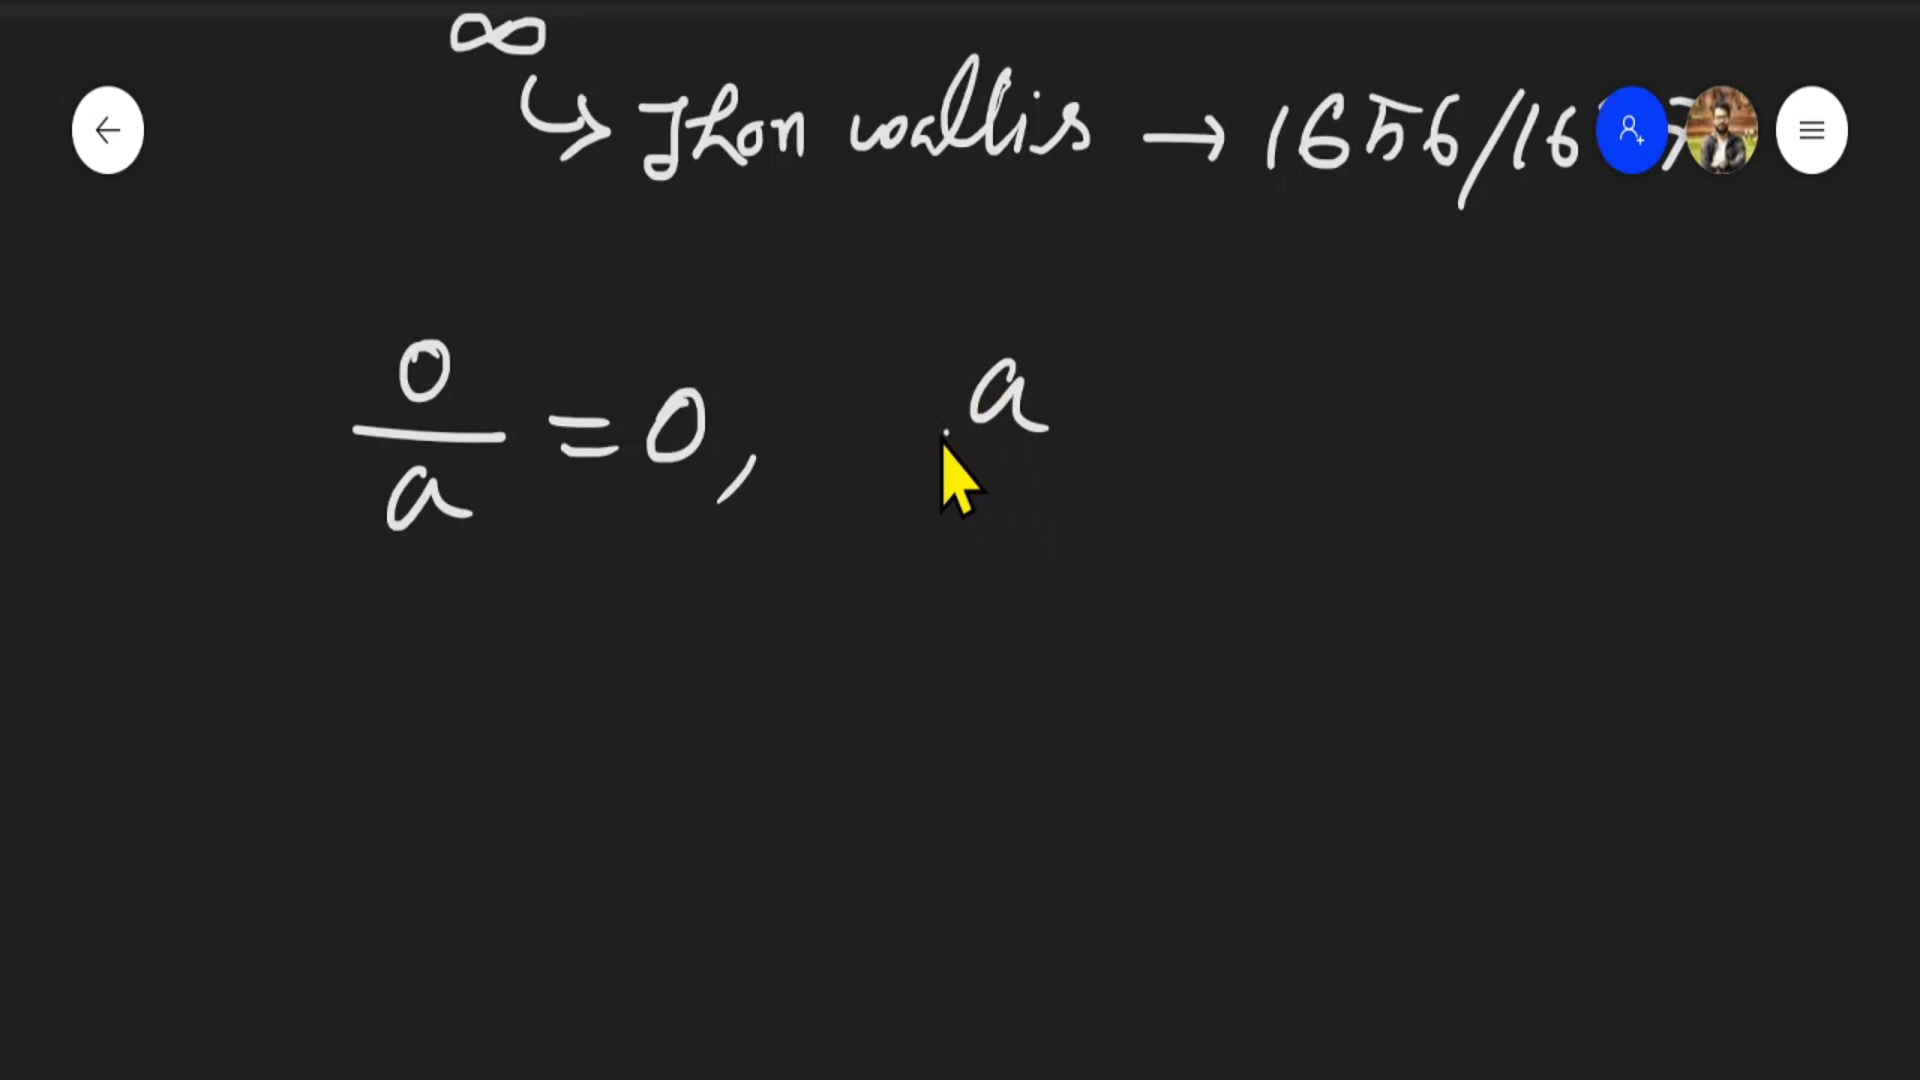 ∞
↳ Jhon wallis → 1656/16
0/a = 0, a